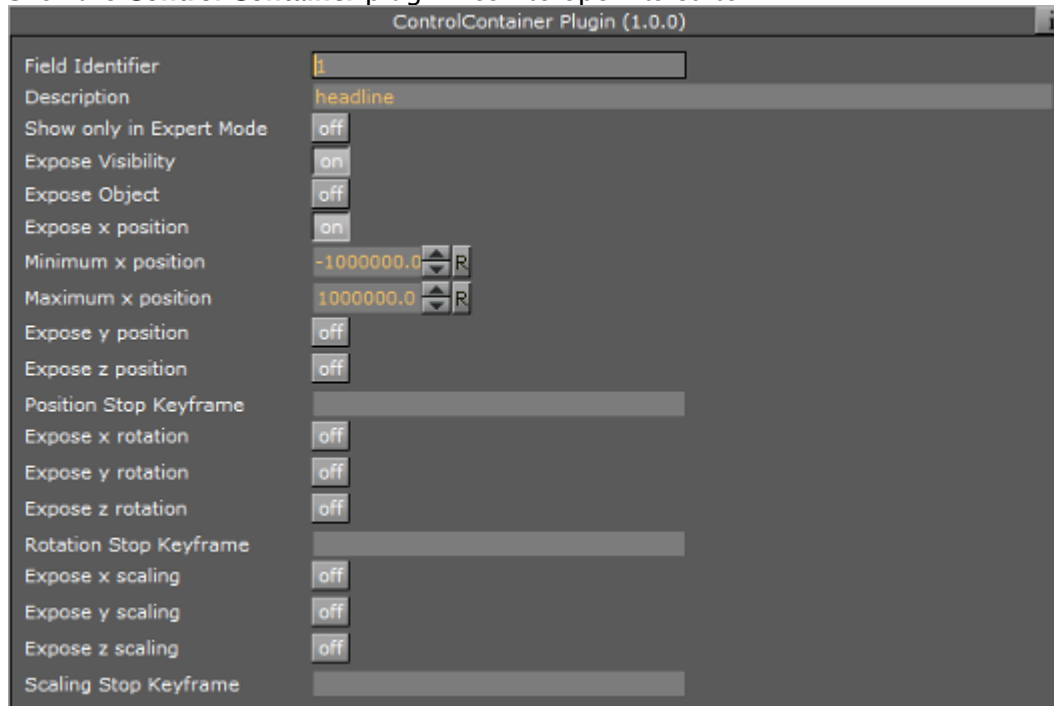 ControlContainer Plugin (1.0.0)
Field Identifier 1
Description headline
Show only in Expert Mode off
Expose Visibility on
Expose Object off
Expose x position on
Minimum x position -1000000.0 R
Maximum x position 1000000.0 R
Expose y position off
Expose z position off
Position Stop Keyframe
Expose x rotation off
Expose y rotation off
Expose z rotation off
Rotation Stop Keyframe
Expose x scaling off
Expose y scaling off
Expose z scaling off
Scaling Stop Keyframe